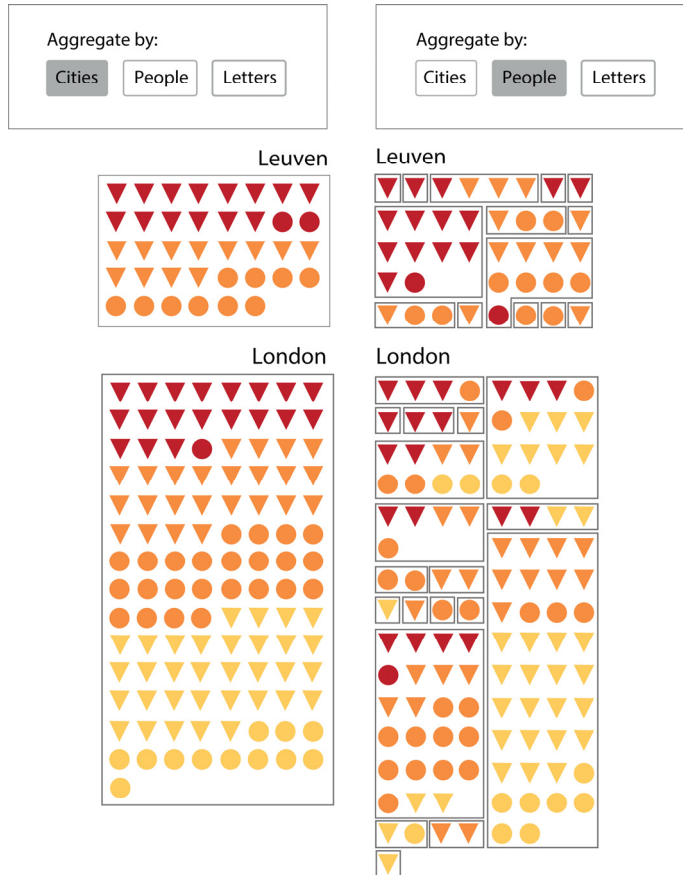 Aggregate by:
Cities People Letters
Leuven
London
Aggregate by:
Cities People Letters
Leuven
London